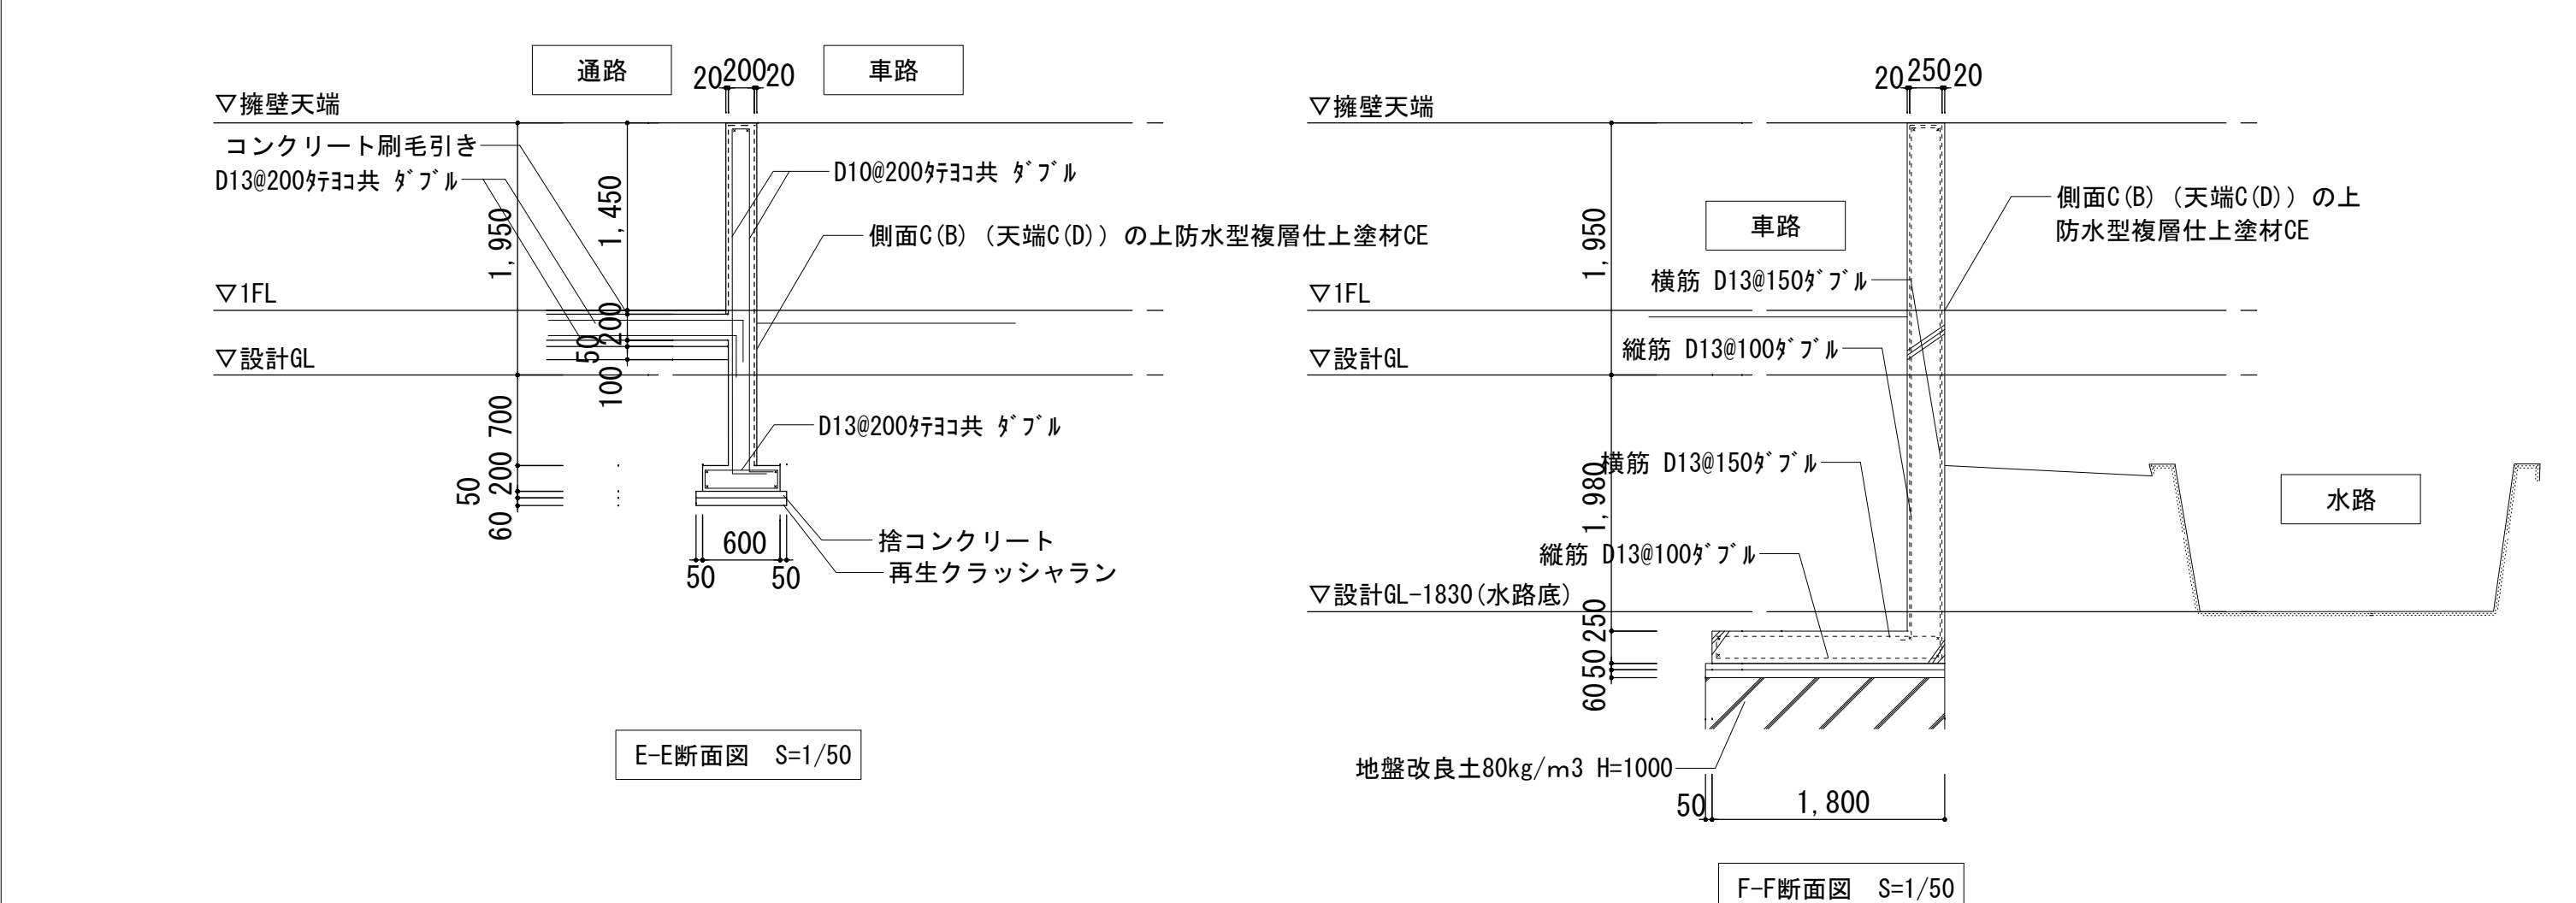 通路
20 200 20
車路
▽擁壁天端
コンクリート刷毛引き
D13@200ﾀﾃﾖｺ共 ﾀﾞﾌﾞﾙ
1,950
1,450
D10@200ﾀﾃﾖｺ共 ﾀﾞﾌﾞﾙ
側面C(B)（天端C(D)）の上防水型複層仕上塗材CE
▽1FL
200
50
▽設計GL
100
700
D13@200ﾀﾃﾖｺ共 ﾀﾞﾌﾞﾙ
200
50
60
600
50
50
捨コンクリート
再生クラッシャラン
E-E断面図 S=1/50
20 250 20
▽擁壁天端
車路
側面C(B)（天端C(D)）の上
防水型複層仕上塗材CE
1,950
横筋 D13@150ﾀﾞﾌﾞﾙ
▽1FL
縦筋 D13@100ﾀﾞﾌﾞﾙ
▽設計GL
横筋 D13@150ﾀﾞﾌﾞﾙ
1,980
水路
縦筋 D13@100ﾀﾞﾌﾞﾙ
▽設計GL-1830(水路底)
250
50
60
地盤改良土80kg/m3 H=1000
50
1,800
F-F断面図 S=1/50